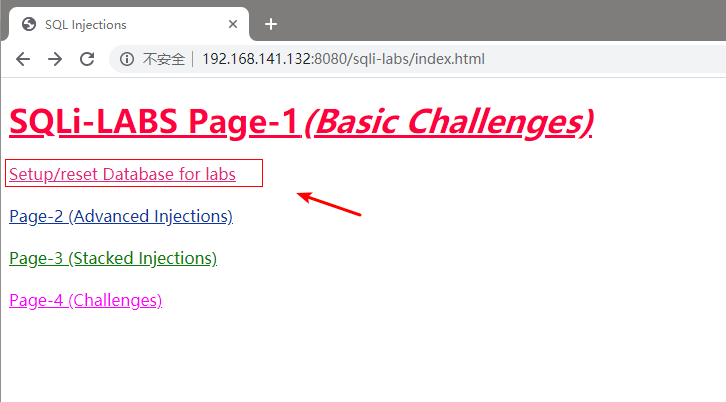 SQL Injections
不安全 192.168.141.132:8080/sqli-labs/index.html
SQLi-LABS Page-1(Basic Challenges)
Setup/reset Database for labs
Page-2 (Advanced Injections)
Page-3 (Stacked Injections)
Page-4 (Challenges)